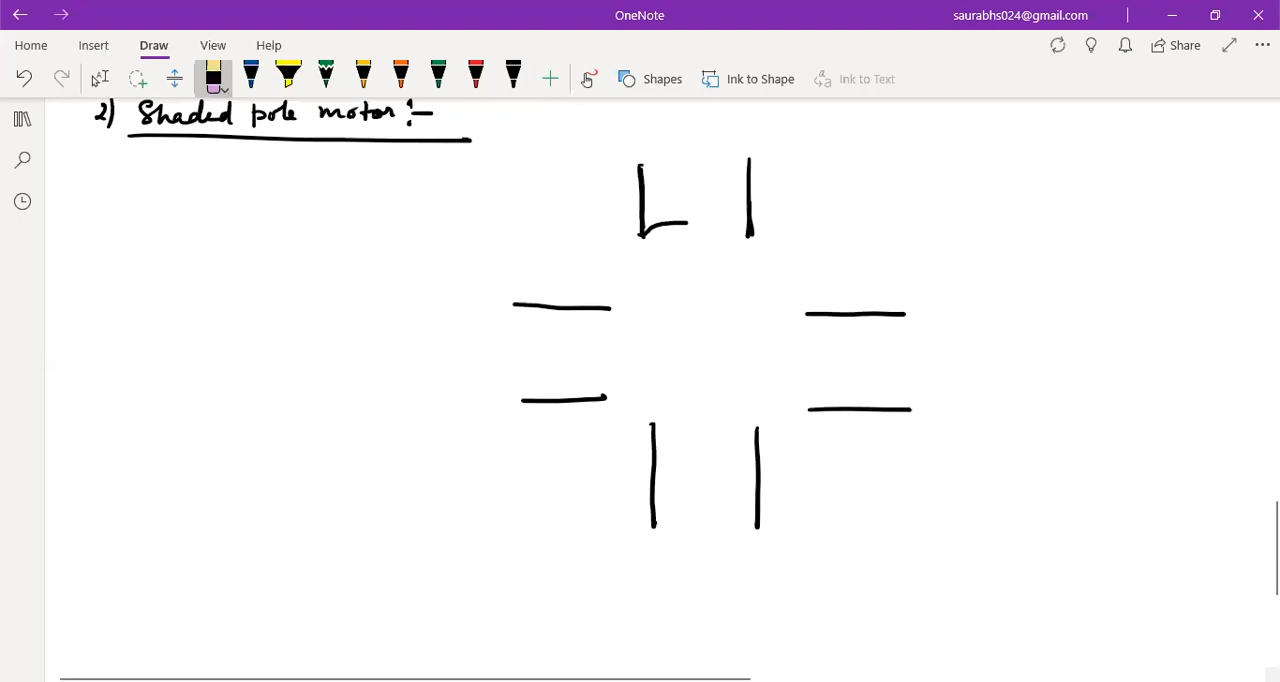 OneNote
saurabhs024@gmail.com
Home Insert Draw View Help
Share
Shapes Ink to Shape Ink to Text
2) Shaded pole motor :-